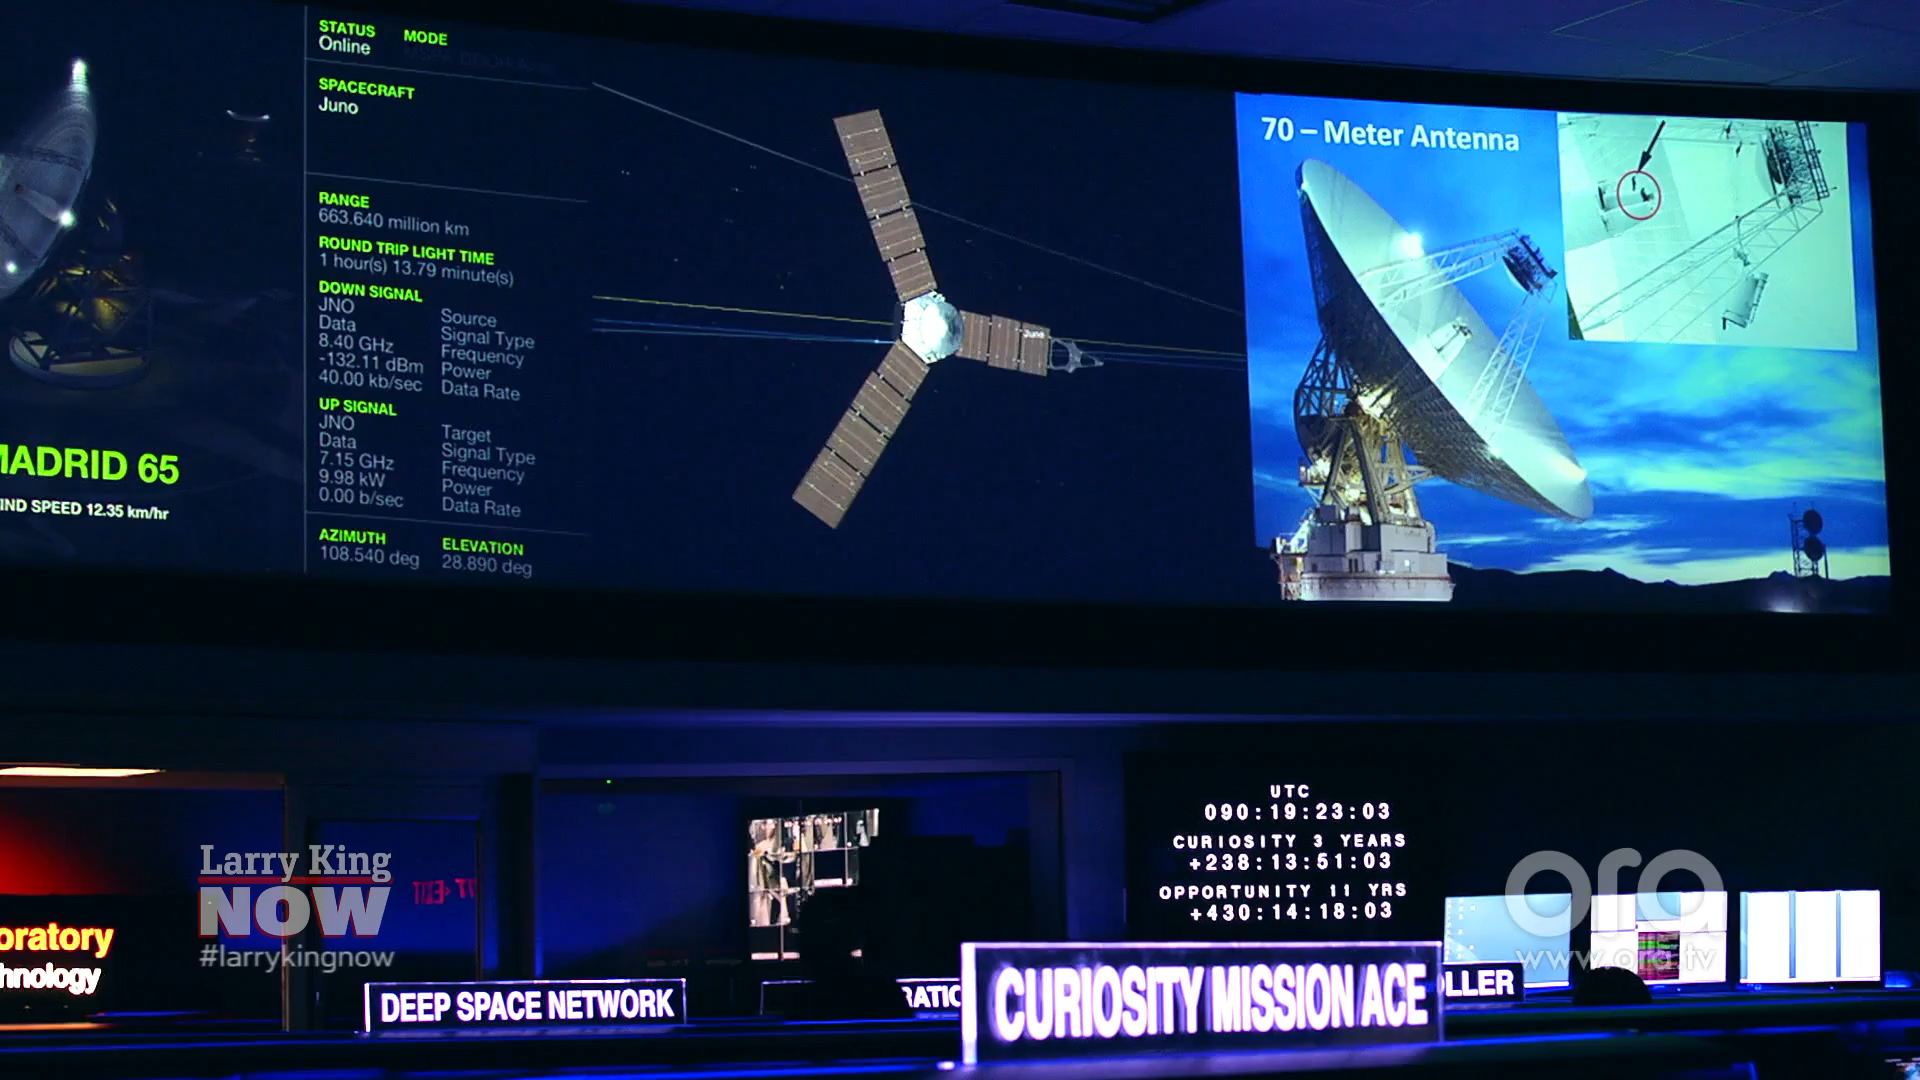 STATUS MODE
Online
SPACECRAFT
Juno
RANGE
663.640 million km
ROUND TRIP LIGHT TIME
1 hour(s) 13.79 minute(s)
DOWN SIGNAL
JNO Source
Data Signal Type
8.40 GHz Frequency
-132.11 dBm Power
40.00 kb/sec Data Rate
UP SIGNAL
JNO Target
Data Signal Type
7.15 GHz Frequency
9.98 kW Power
0.00 b/sec Data Rate
AZIMUTH ELEVATION
108.540 deg 28.890 deg
MADRID 65
IND SPEED 12.35 km/hr
Juno
70 – Meter Antenna
UTC
090:19:23:03
CURIOSITY 3 YEARS
+238:13:51:03
OPPORTUNITY 11 YRS
+430:14:18:03
Larry King
NOW
#larrykingnow
EXIT
oratory
hnology
DEEP SPACE NETWORK
RATIO
CURIOSITY MISSION ACE
OLLER
ora
www.ora.tv